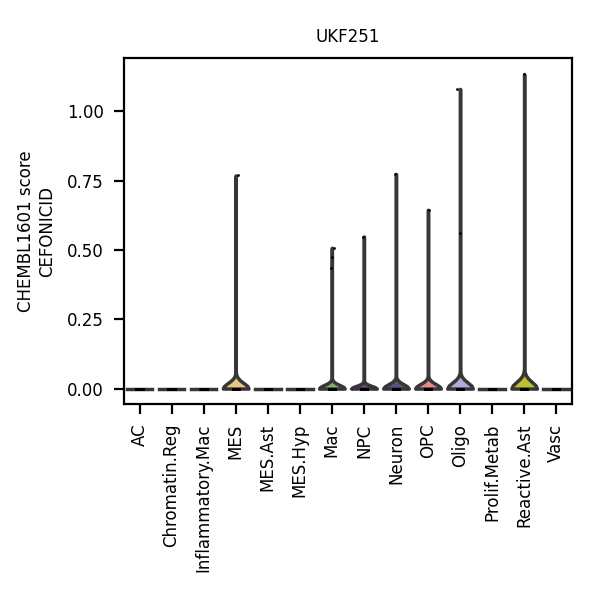 UKF251
CHEMBL1601 score
CEFONICID
1.00
0.75
0.50
0.25
0.00
AC
Chromatin.Reg
Inflammatory.Mac
MES
MES.Ast
MES.Hyp
Mac
NPC
Neuron
OPC
Oligo
Prolif.Metab
Reactive.Ast
Vasc